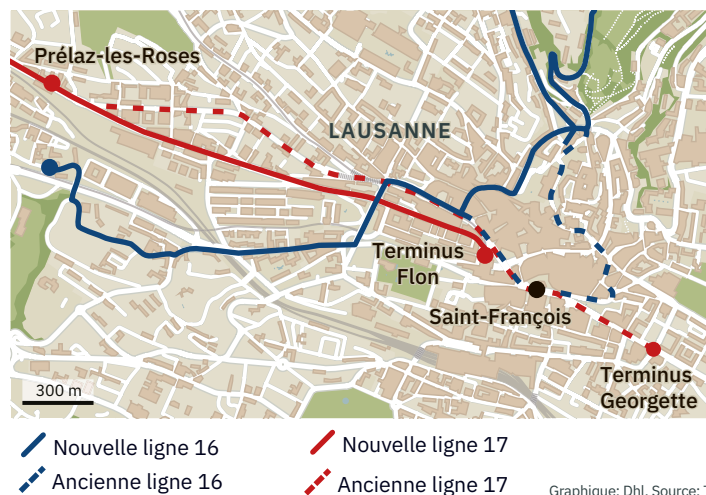 Prélaz-les-Roses
LAUSANNE
Terminus
Flon
Saint-François
Terminus
Georgette
300 m
Nouvelle ligne 16
Nouvelle ligne 17
Ancienne ligne 16
Ancienne ligne 17
Graphique: Dhl. Source: